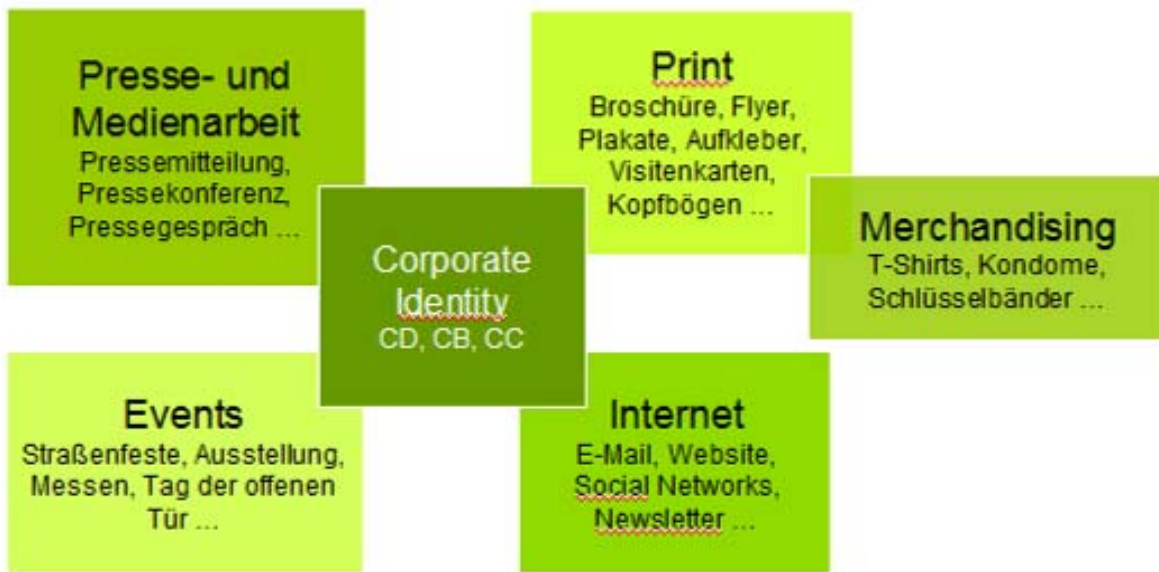 Presse- und
Medienarbeit
Pressemitteilung,
Pressekonferenz,
Pressegespräch ...
Print
Broschüre, Flyer,
Plakate, Aufkleber,
Visitenkarten,
Kopfbögen ...
Merchandising
T-Shirts, Kondome,
Schlüsselbänder ...
Corporate
Identity
CD, CB, CC
Events
Straßenfeste, Ausstellung,
Messen, Tag der offenen
Tür ...
Internet
E-Mail, Website,
Social Networks,
Newsletter ...